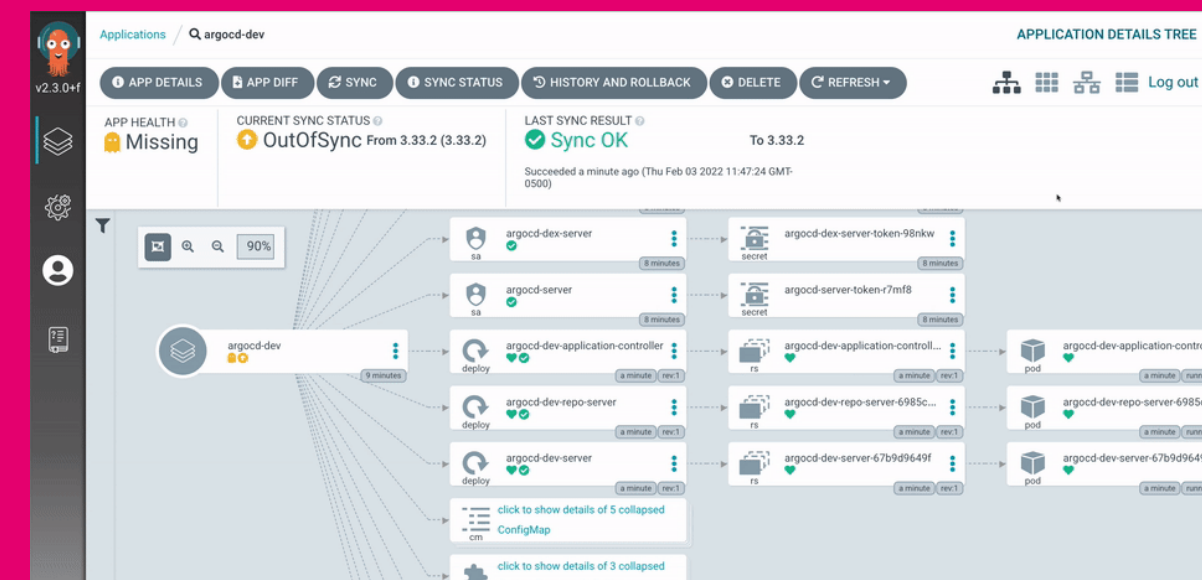 Applications / argocd-dev
APPLICATION DETAILS TREE
v2.3.0+f
APP DETAILS
APP DIFF
SYNC
SYNC STATUS
HISTORY AND ROLLBACK
DELETE
REFRESH
Log out
APP HEALTH
Missing
CURRENT SYNC STATUS
OutOfSync From 3.33.2 (3.33.2)
LAST SYNC RESULT
Sync OK To 3.33.2
Succeeded a minute ago (Thu Feb 03 2022 11:47:24 GMT-
0500)
90%
argocd-dex-server
sa
8 minutes
argocd-dex-server-token-98nkw
secret
8 minutes
argocd-server
sa
8 minutes
argocd-server-token-r7mf8
secret
8 minutes
argocd-dev
9 minutes
argocd-dev-application-controller
deploy
a minute rev:1
argocd-dev-application-controll...
rs
a minute rev:1
argocd-dev-application-contro
pod
a minute runn
argocd-dev-repo-server
deploy
a minute rev:1
argocd-dev-repo-server-6985c...
rs
a minute rev:1
argocd-dev-repo-server-6985c
pod
a minute runn
argocd-dev-server
deploy
a minute rev:1
argocd-dev-server-67b9d9649f
rs
a minute rev:1
argocd-dev-server-67b9d9649
pod
a minute runn
click to show details of 5 collapsed
ConfigMap
cm
click to show details of 3 collapsed